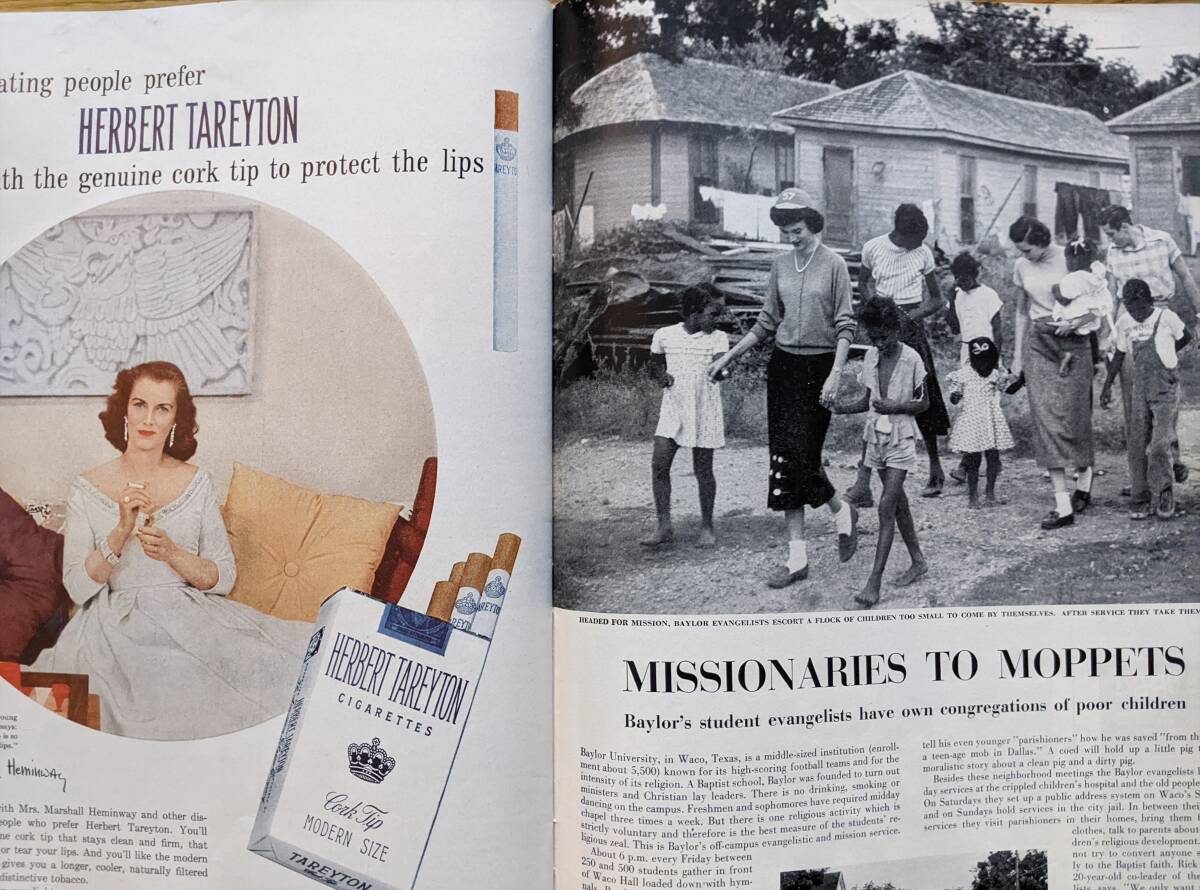 ating people prefer
HERBERT TAREYTON
th the genuine cork tip to protect the lips
AREYTO
oung
says:
is so
lips."
Heminway
ith Mrs. Marshall Heminway and other dis-
eople who prefer Herbert Tareyton. You'll
ne cork tip that stays clean and firm, that
or tear your lips. And you'll like the modern
gives you a longer, cooler, naturally filtered
distinctive tobacco.
AREYTO
REYTO
HERBERT TAREYTON
CIGARETTES
Cork Tip
MODERN SIZE
TAREYTON
HERBERT TAREYTON
57
HEADED FOR MISSION, BAYLOR EVANGELISTS ESCORT A FLOCK OF CHILDREN TOO SMALL TO COME BY THEMSELVES. AFTER SERVICE THEY TAKE THEM
MISSIONARIES TO MOPPETS
Baylor's student evangelists have own congregations of poor children
Baylor University, in Waco, Texas, is a middle-sized institution (enroll-
ment about 5,500) known for its high-scoring football teams and for the
intensity of its religion. A Baptist school, Baylor was founded to turn out
ministers and Christian lay leaders. There is no drinking, smoking or
dancing on the campus. Freshmen and sophomores have required midday
chapel three times a week. But there is one religious activity which is
strictly voluntary and therefore is the best measure of the students' re-
ligious zeal. This is Baylor's off-campus evangelistic and mission service.
About 6 p.m. every Friday between
250 and 500 students gather in front
of Waco Hall loaded down with hym-
nals, B
tell his even younger "parishioners" how he was saved "from th
a teen-age mob in Dallas." A coed will hold up a little pig
moralistic story about a clean pig and a dirty pig.
Besides these neighborhood meetings the Baylor evangelists
day services at the crippled children's hospital and the old people
On Saturdays they set up a public address system on Waco's S
and on Sundays hold services in the city jail. In between thei
services they visit parishioners in their homes, bring them
clothes, talk to parents about
dren's religious development.
not try to convert anyone
ly to the Baptist faith. Rick
20-year-old co-leader of the
lists, says, "We only